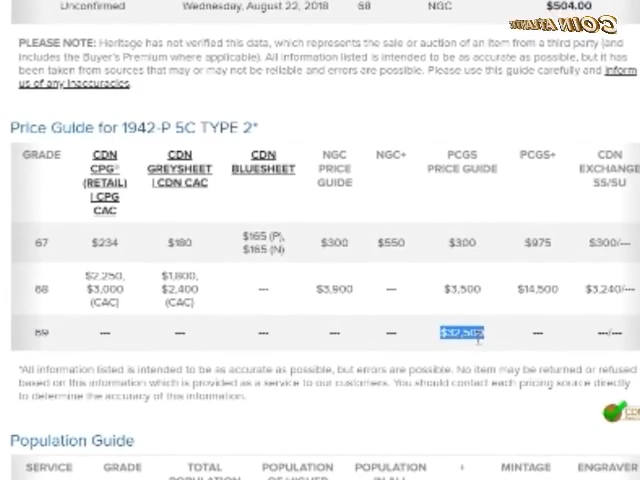 Unconfirmed Wednesday, August 22, 2018 68 NGC $504.00
COIN
PLEASE NOTE: Heritage has not verified this data, which represents the sale or auction of an item from a third party (and
includes the Buyer's Premium where applicable). All information listed is intended to be as accurate as possible, but it has
been taken from sources that may or may not be reliable and errors are possible. Please use this guide carefully and inform
us of any inaccuracies.
Price Guide for 1942-P 5C TYPE 2*
GRADE CDN CPG® (RETAIL) | CPG CAC CDN GREYSHEET | CDN CAC CDN BLUESHEET NGC PRICE GUIDE NGC+ PCGS PRICE GUIDE PCGS+ CDN EXCHANGE SS/SU
67 $234 $180 $165 (P), $165 (N) $300 $550 $300 $975 $300/---
68 $2,250, $3,000 (CAC) $1,800, $2,400 (CAC) --- $3,900 --- $3,500 $14,500 $3,240/---
69 --- --- --- --- --- $32,500 --- ---/---
*All information listed is intended to be as accurate as possible, but errors are possible. No item may be returned or refused
based on this information which is provided as a service to our customers. You should contact each pricing source directly
to determine the accuracy of this information.
CDN
Population Guide
SERVICE GRADE TOTAL POPULATION POPULATION OF HIGHER POPULATION IN ALL + MINTAGE ENGRAVER